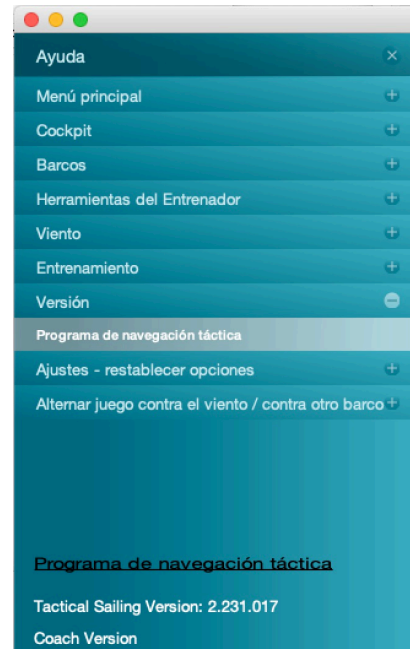 Ayuda
Menú principal
Cockpit
Barcos
Herramientas del Entrenador
Viento
Entrenamiento
Versión
Programa de navegación táctica
Ajustes - restablecer opciones
Alternar juego contra el viento / contra otro barco
Programa de navegación táctica
Tactical Sailing Version: 2.231.017
Coach Version